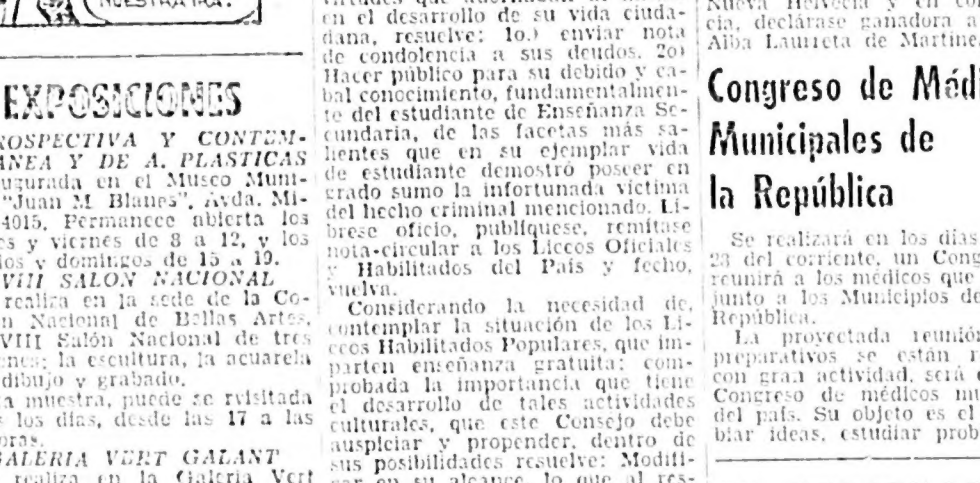 NUESTRA
EXPOSICIONES
ROSPECTIVA Y CONTEM-
ANEA Y DE A. PLASTICAS
ugurada en el Museo Muni-
"Juan M Blanes", Avda. Mi-
4015. Permanece abierta los
es y viernes de 8 a 12, y los
dos y domingos de 15 a 19.
VIII SALON NACIONAL
realiza en la sede de la Co-
n Nacional de Bellas Artes,
VIII Salón Nacional de tres
ones; la escultura, la acuarela
dibujo y grabado.
a muestra, puede se rvisitada
s los días, desde las 17 a las
oras.
GALERIA VERT GALANT
realiza en la Galería Vert
en el desarrollo de su vida ciuda-
dana, resuelve: 1o.) enviar nota
de condolencia a sus deudos. 2o)
Hacer público para su debido y ca-
bal conocimiento, fundamentalmen-
te del estudiante de Enseñanza Se-
cundaria, de las facetas más sa-
lientes que en su ejemplar vida
de estudiante demostró poseer en
grado sumo la infortunada víctima
del hecho criminal mencionado. Lí-
brese oficio, publíquese, remítase
nota-circular a los Liceos Oficiales
y Habilitados del País y fecho,
vuelva.
Considerando la necesidad de,
contemplar la situación de los Li-
ceos Habilitados Populares, que im-
parten enseñanza gratuita: com-
probada la importancia que tiene
el desarrollo de tales actividades
culturales, que este Consejo debe
auspiciar y propender, dentro de
sus posibilidades resuelve: Modifi-
car en su alcance, lo que al res-
Nueva Helvecia y en
cia, declárase ganadora a
Alba Laurreta de Martíne
Congreso de Médi
Municipales de
la República
Se realizará en los días
23 del corriente, un Cong
reunirá a los médicos que
junto a los Municipios de
República.
La proyectada reunión
preparativos se están r
con gran actividad, será e
Congreso de médicos mu
del país. Su objeto es el
biar ideas, estudiar prob